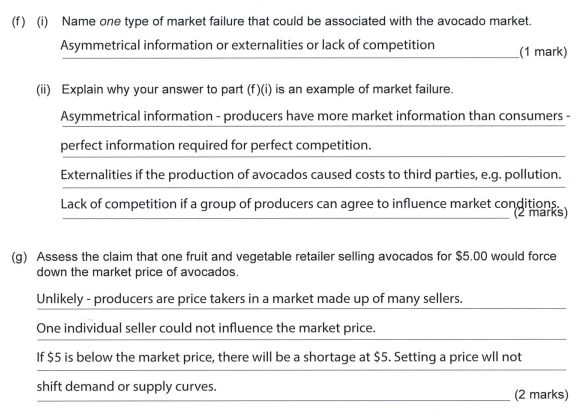 (f) (i) Name one type of market failure that could be associated with the avocado market.
Asymmetrical information or externalities or lack of competition
(1 mark)
(ii) Explain why your answer to part (f)(i) is an example of market failure.
Asymmetrical information - producers have more market information than consumers -
perfect information required for perfect competition.
Externalities if the production of avocados caused costs to third parties, e.g. pollution.
Lack of competition if a group of producers can agree to influence market conditions.
(2 marks)
(g) Assess the claim that one fruit and vegetable retailer selling avocados for $5.00 would force
down the market price of avocados.
Unlikely - producers are price takers in a market made up of many sellers.
One individual seller could not influence the market price.
If $5 is below the market price, there will be a shortage at $5. Setting a price wll not
shift demand or supply curves.
(2 marks)